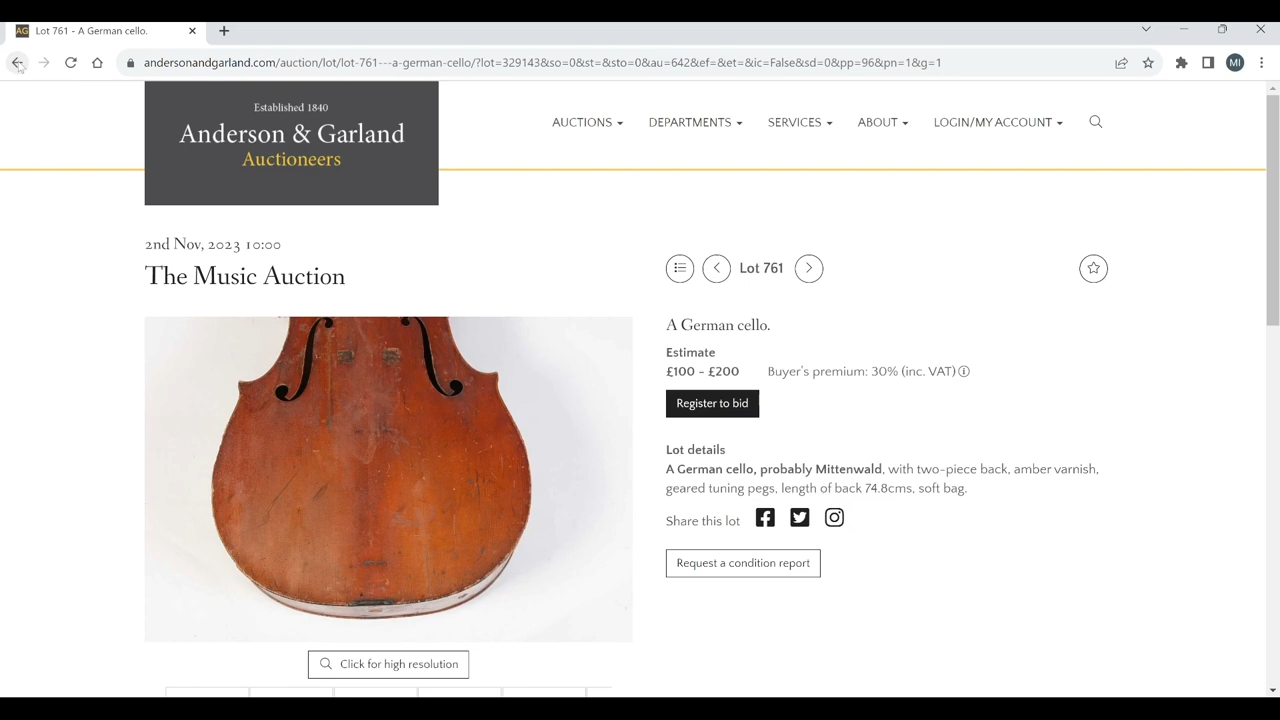 AG Lot 761 - A German cello.
andersonandgarland.com/auction/lot/lot-761---a-german-cello/?lot=329143&so=0&st=&sto=0&au=642&ef=&et=&ic=False&sd=0&pp=96&pn=1&g=1
MI
Established 1840
Anderson & Garland
Auctioneers
AUCTIONS DEPARTMENTS SERVICES ABOUT LOGIN/MY ACCOUNT
2nd Nov, 2023 10:00
The Music Auction
Lot 761
A German cello.
Estimate
£100 - £200 Buyer's premium: 30% (inc. VAT)
Register to bid
Lot details
A German cello, probably Mittenwald, with two-piece back, amber varnish,
geared tuning pegs, length of back 74.8cms, soft bag.
Share this lot
Request a condition report
Click for high resolution